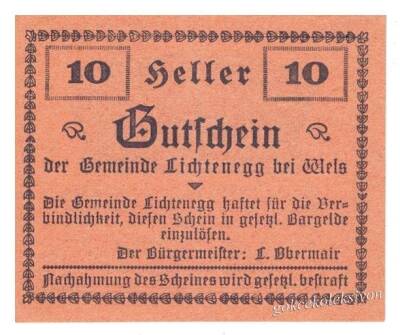 10 Heller 10
Gutschein
der Gemeinde Lichtenegg bei Wels
Die Gemeinde Lichtenegg haftet für die Ver-
bindlichkeit, diesen Schein in gesetzl. Bargelde
einzulösen.
Der Bürgermeister: L. Obermair
Nachahmung des Scheines wird gesetzl. bestraft
gokcekoleksiyon